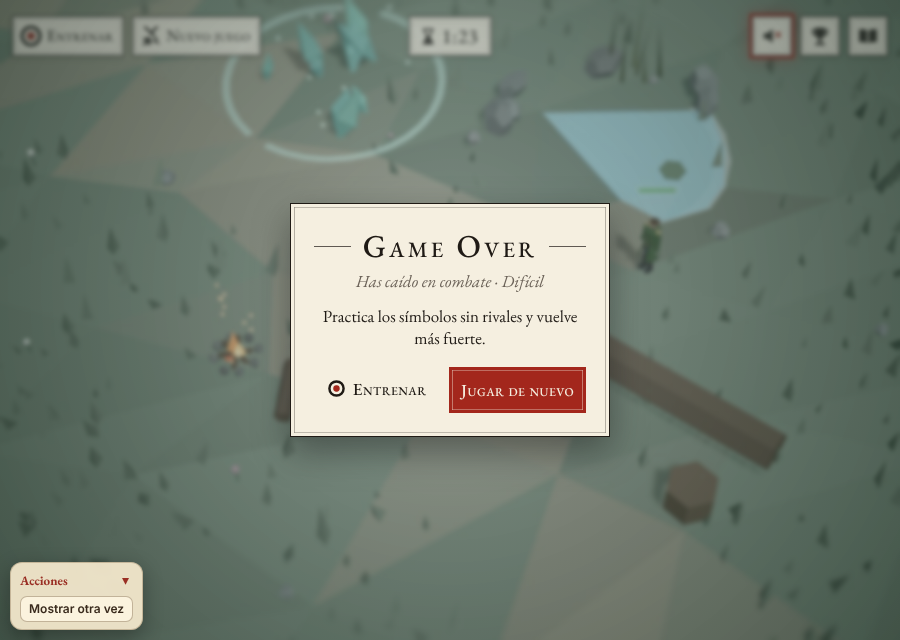 Entrenar
Nuevo juego
1:23
Game Over
Has caído en combate · Difícil
Practica los símbolos sin rivales y vuelve
más fuerte.
Entrenar
Jugar de nuevo
Acciones
Mostrar otra vez